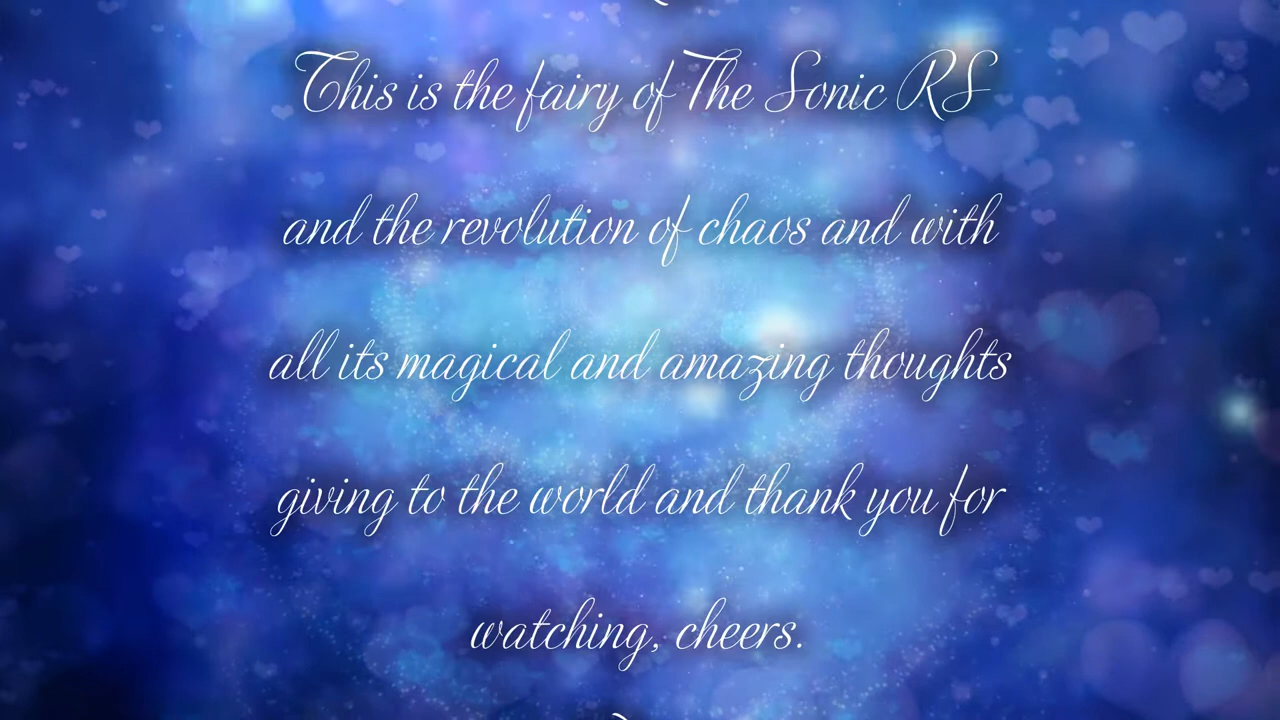 This is the fairy of The Sonic RS
and the revolution of chaos and with
all its magical and amazing thoughts
giving to the world and thank you for
watching, cheers.